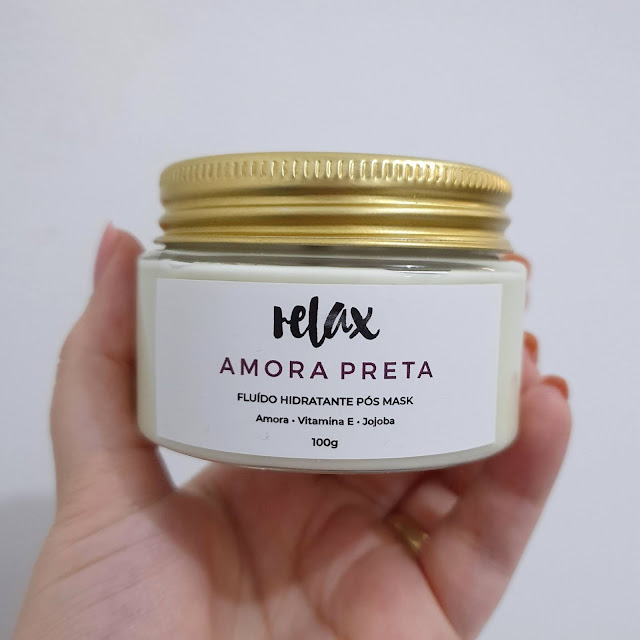 relax
AMORA PRETA
FLUÍDO HIDRATANTE PÓS MASK
Amora • Vitamina E • Jojoba
100g